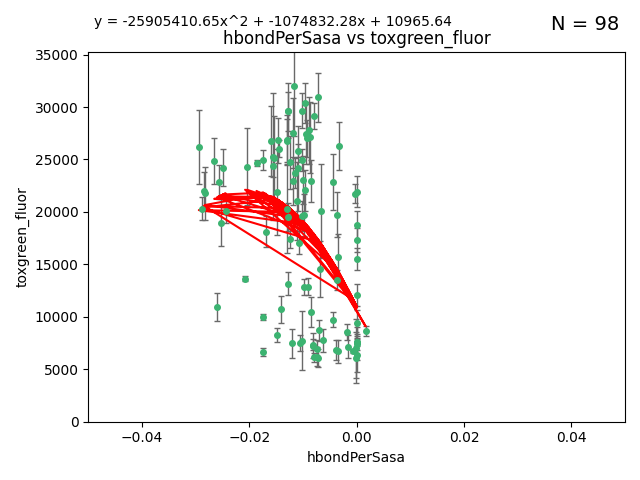 y = -25905410.65x^2 + -1074832.28x + 10965.64
N = 98
hbondPerSasa vs toxgreen_fluor
35000
30000
25000
20000
15000
10000
5000
0
toxgreen_fluor
−0.04
−0.02
0.00
0.02
0.04
hbondPerSasa